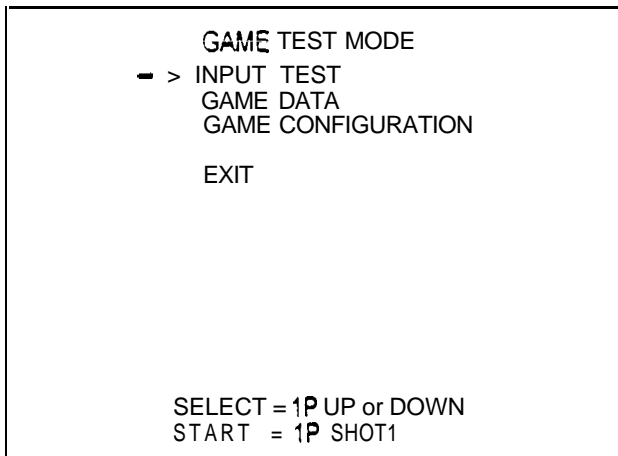 GAME TEST MODE
- > INPUT TEST
GAME DATA
GAME CONFIGURATION
EXIT
SELECT = 1P UP or DOWN
START = 1P SHOT1